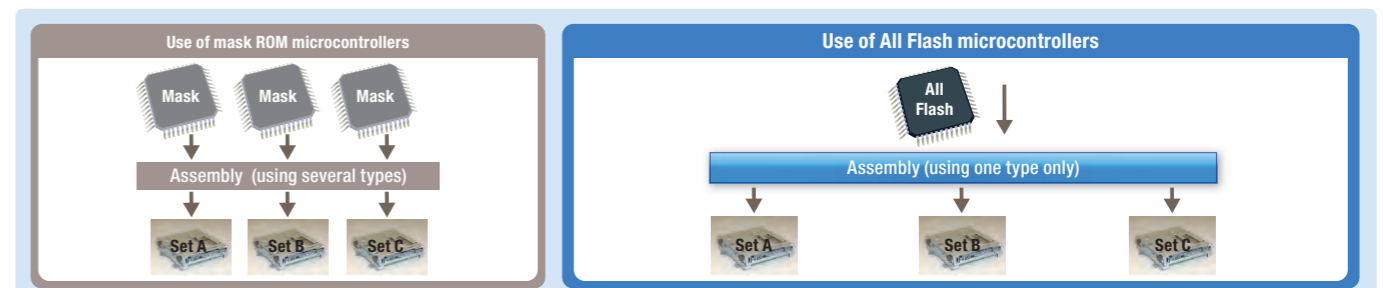 Use of mask ROM microcontrollers
Mask Mask Mask
Assembly (using several types)
Set A Set B Set C
Use of All Flash microcontrollers
All
Flash
Assembly (using one type only)
Set A Set B Set C